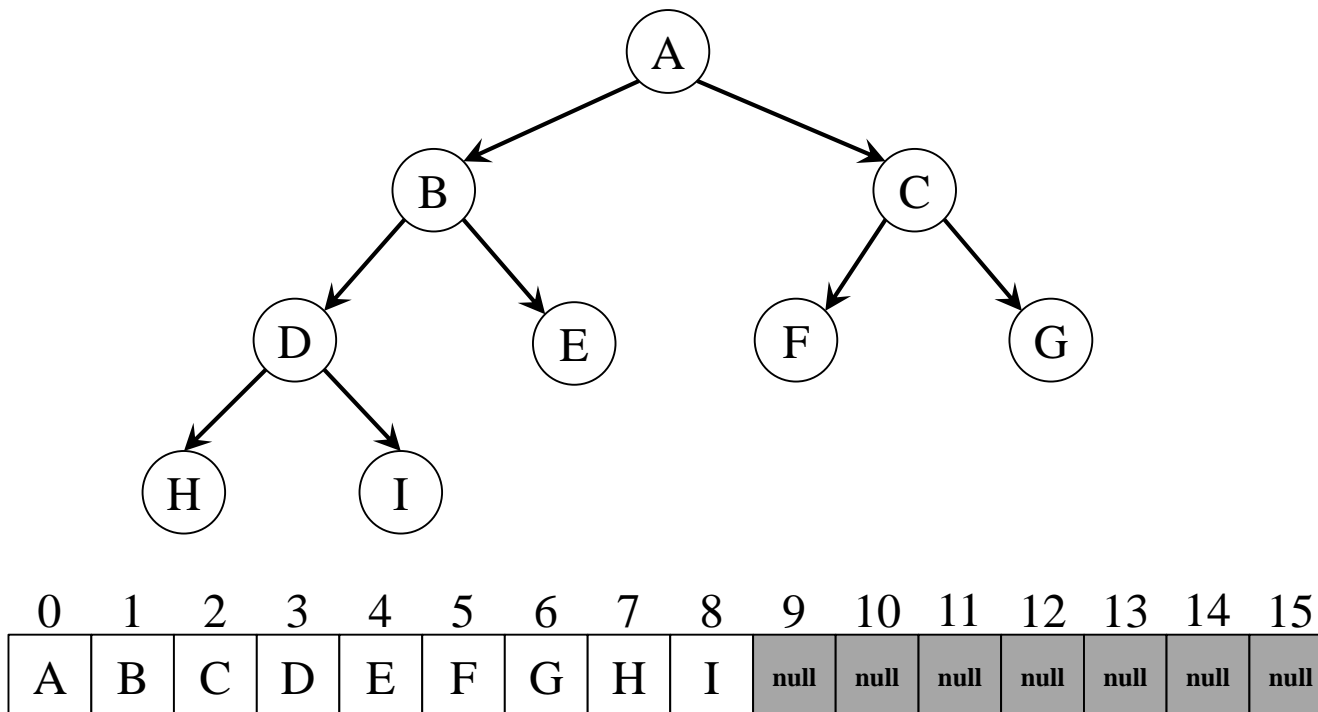 A
B C
D E F G
H I
0 1 2 3 4 5 6 7 8 9 10 11 12 13 14 15
A B C D E F G H I null null null null null null null